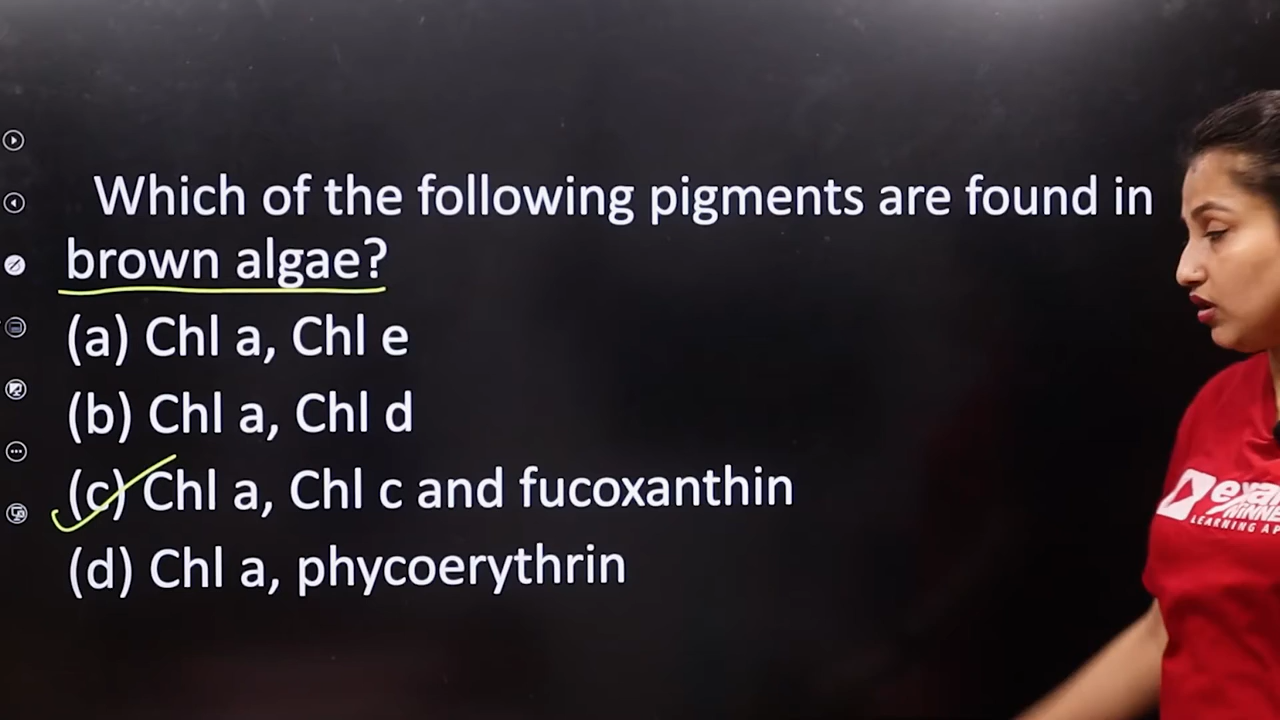 Which of the following pigments are found in
brown algae?
(a) Chl a, Chl e
(b) Chl a, Chl d
(c) Chl a, Chl c and fucoxanthin
(d) Chl a, phycoerythrin
LEARNING